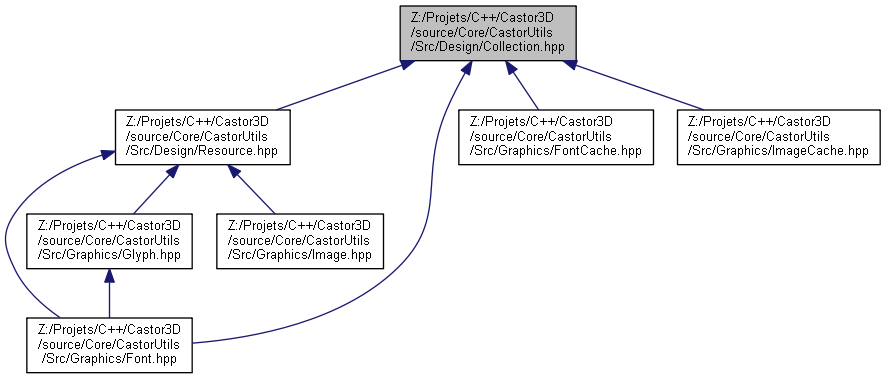 Z:/Projets/C++/Castor3D
/source/Core/CastorUtils
/Src/Design/Collection.hpp
Z:/Projets/C++/Castor3D
/source/Core/CastorUtils
/Src/Design/Resource.hpp
Z:/Projets/C++/Castor3D
/source/Core/CastorUtils
/Src/Graphics/FontCache.hpp
Z:/Projets/C++/Castor3D
/source/Core/CastorUtils
/Src/Graphics/ImageCache.hpp
Z:/Projets/C++/Castor3D
/source/Core/CastorUtils
/Src/Graphics/Glyph.hpp
Z:/Projets/C++/Castor3D
/source/Core/CastorUtils
/Src/Graphics/Image.hpp
Z:/Projets/C++/Castor3D
/source/Core/CastorUtils
/Src/Graphics/Font.hpp